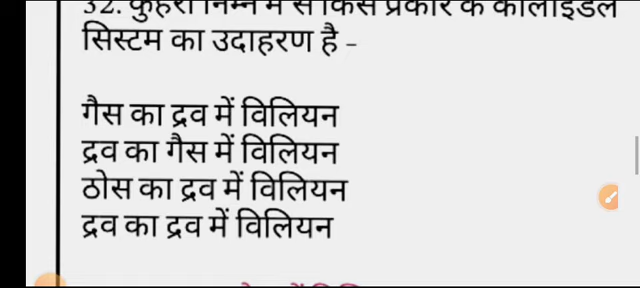 32. कुहरा निम्न में से किस प्रकार के कोलाइडल
सिस्टम का उदाहरण है -
गैस का द्रव में विलियन
द्रव का गैस में विलियन
ठोस का द्रव में विलियन
द्रव का द्रव में विलियन